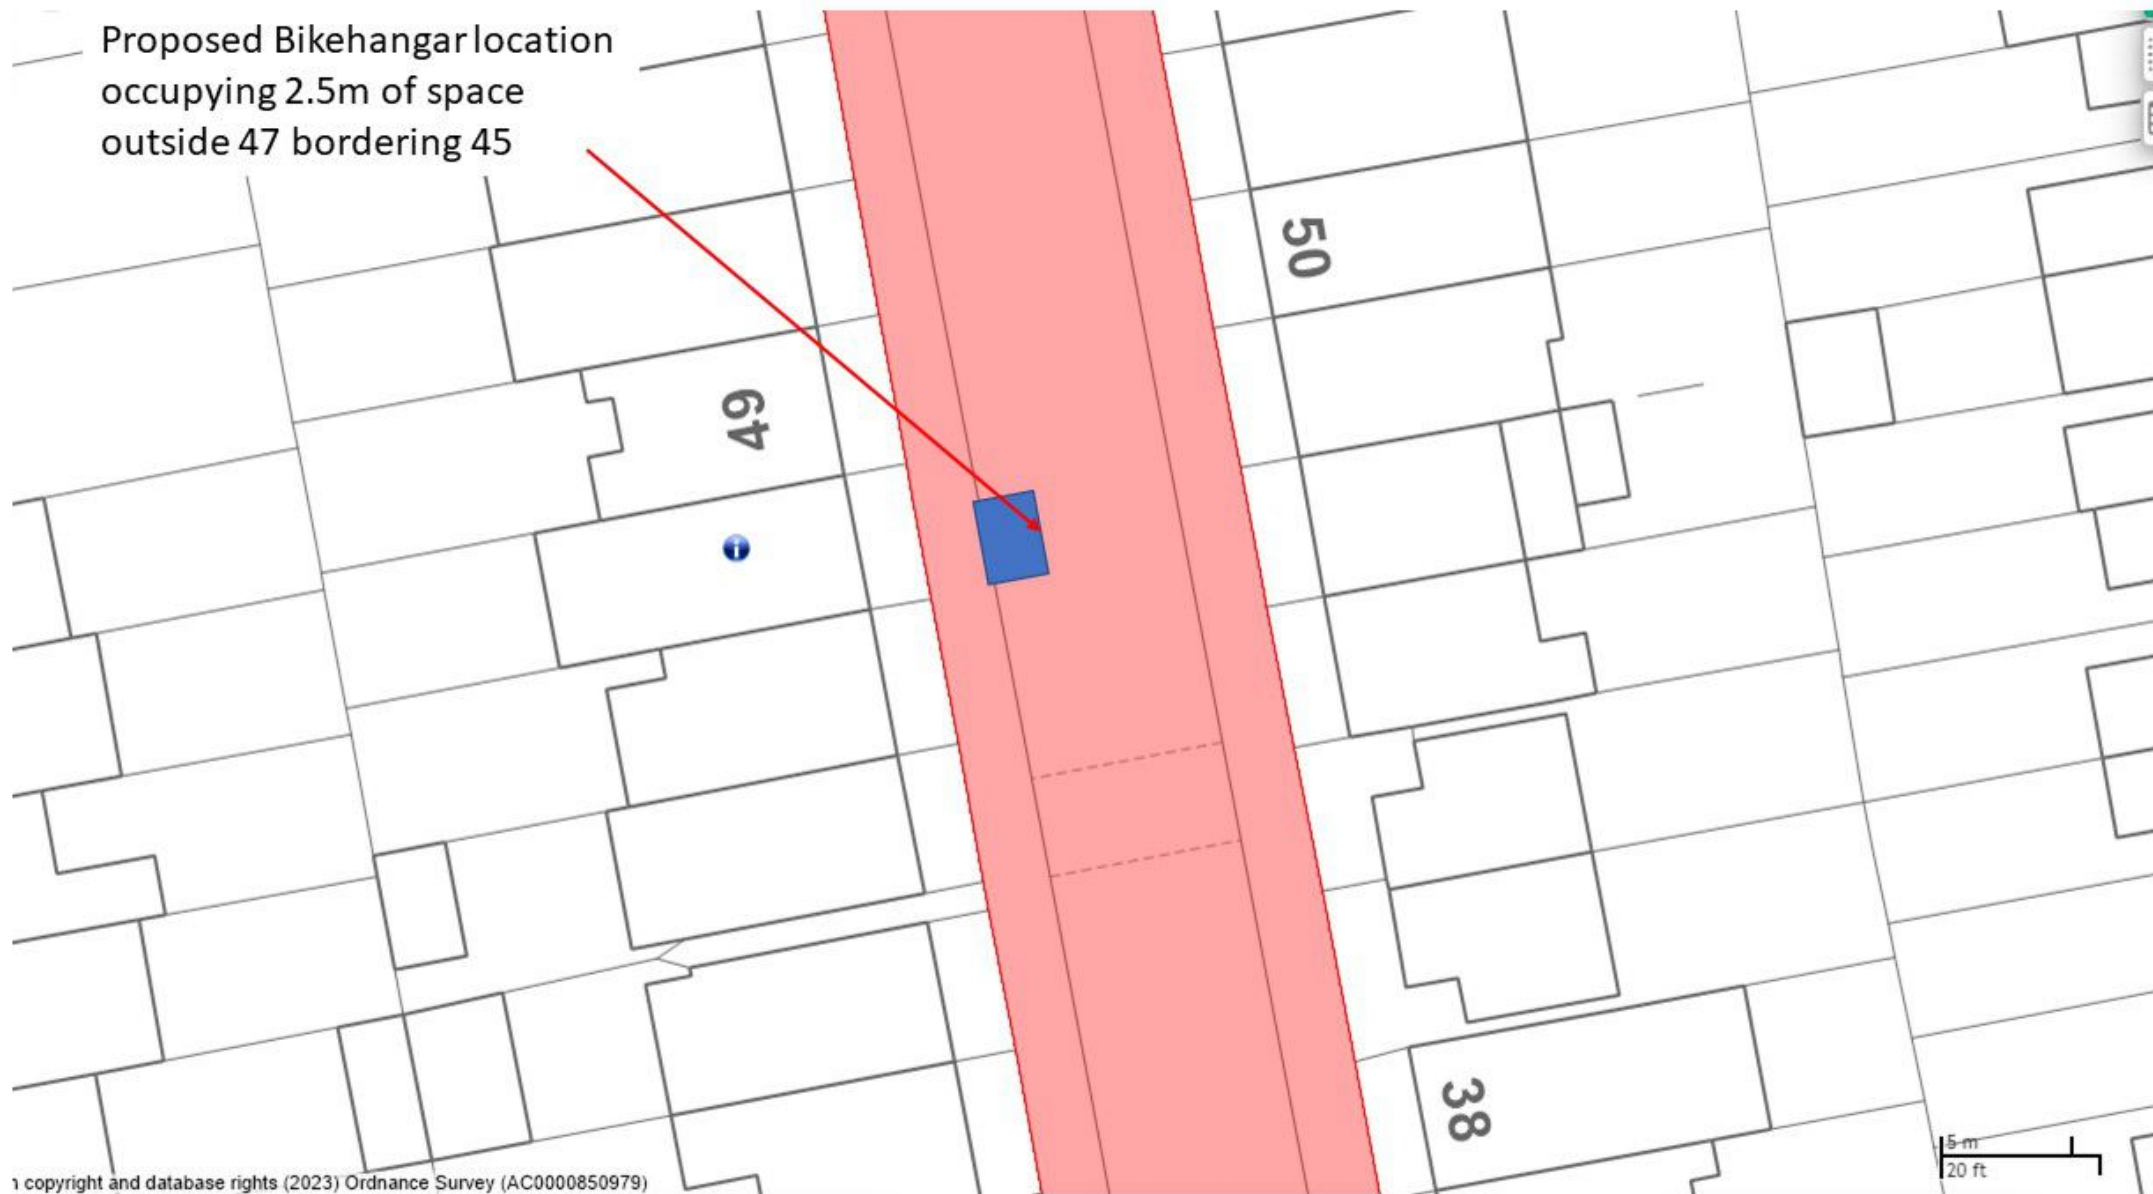 Proposed Bikehangar location
occupying 2.5m of space
outside 47 bordering 45
50
49
i
38
5 m
20 ft
copyright and database rights (2023) Ordnance Survey (AC0000850979)